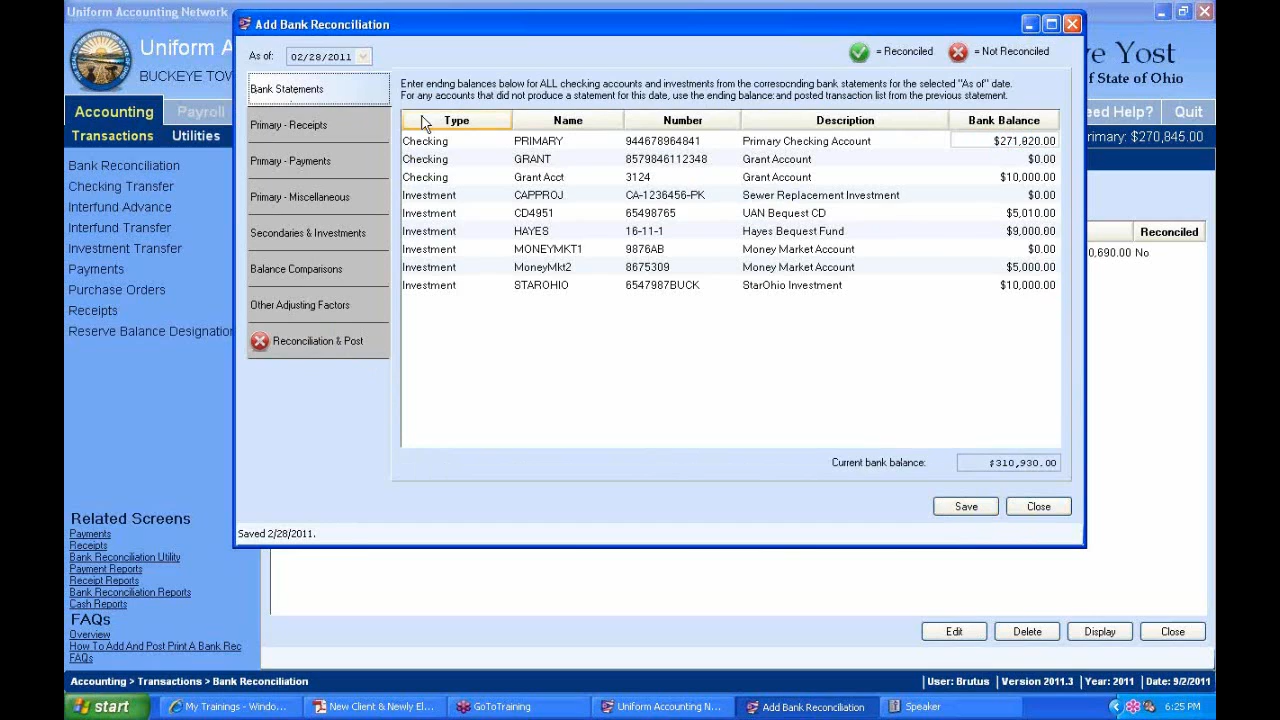 Uniform Accounting Network
Add Bank Reconciliation
Uniform A
BUCKEYE TOW
ve Yost
of State of Ohio
Accounting Payroll
eed Help? Quit
Transactions Utilities
rimary: $270,845.00
Bank Reconciliation
Checking Transfer
Interfund Advance
Interfund Transfer
Investment Transfer
Payments
Purchase Orders
Receipts
Reserve Balance Designation
As of: 02/28/2011
= Reconciled = Not Reconciled
Bank Statements
Primary - Receipts
Primary - Payments
Primary - Miscellaneous
Secondaries & Investments
Balance Comparisons
Other Adjusting Factors
Reconciliation & Post
Enter ending balances below for ALL checking accounts and investments from the corresponding bank statements for the selected "As of" date.
For any accounts that did not produce a statement for this date, use the ending balance and posted transaction list from the previous statement.
Type Name Number Description Bank Balance
Checking PRIMARY 944678964841 Primary Checking Account $271,820.00
Checking GRANT 8579846112348 Grant Account $0.00
Checking Grant Acct 3124 Grant Account $10,000.00
Investment CAPPROJ CA-1236456-PK Sewer Replacement Investment $0.00
Investment CD4951 65498765 UAN Bequest CD $5,010.00
Investment HAYES 16-11-1 Hayes Bequest Fund $9,000.00
Investment MONEYMKT1 9876AB Money Market Account $0.00
Investment MoneyMkt2 8675309 Money Market Account $5,000.00
Investment STAROHIO 6547987BUCK StarOhio Investment $10,000.00
Current bank balance: $310,930.00
Save Close
Saved 2/28/2011.
Reconciled
0,690.00 No
Related Screens
Payments
Receipts
Bank Reconciliation Utility
Payment Reports
Receipt Reports
Bank Reconciliation Reports
Cash Reports
FAQs
Overview
How To Add And Post Print A Bank Rec
FAQs
Edit Delete Display Close
Accounting > Transactions > Bank Reconciliation
User: Brutus Version 2011.3 Year: 2011 Date: 9/2/2011
start My Trainings - Windo... New Client & Newly El... GoToTraining Uniform Accounting N... Add Bank Reconciliation Speaker 6:25 PM